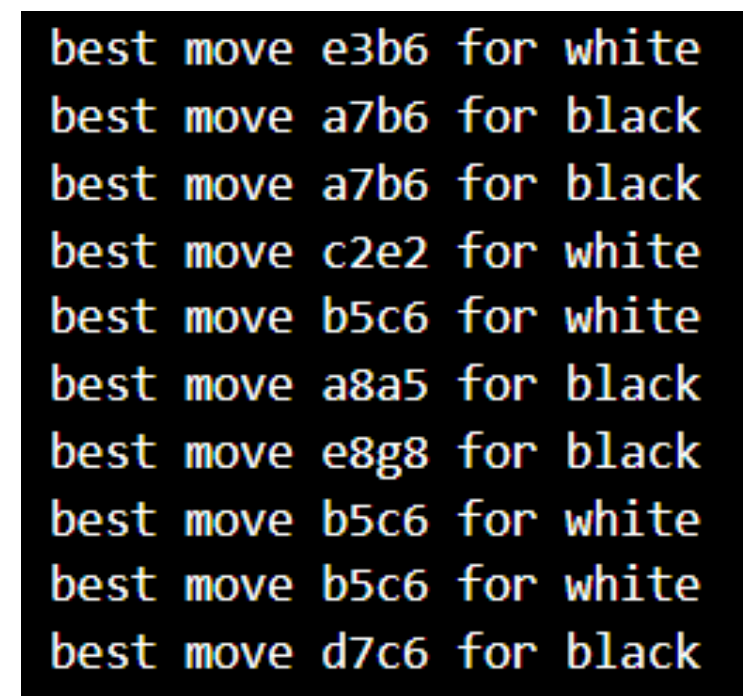 best move e3b6 for white
best move a7b6 for black
best move a7b6 for black
best move c2e2 for white
best move b5c6 for white
best move a8a5 for black
best move e8g8 for black
best move b5c6 for white
best move b5c6 for white
best move d7c6 for black